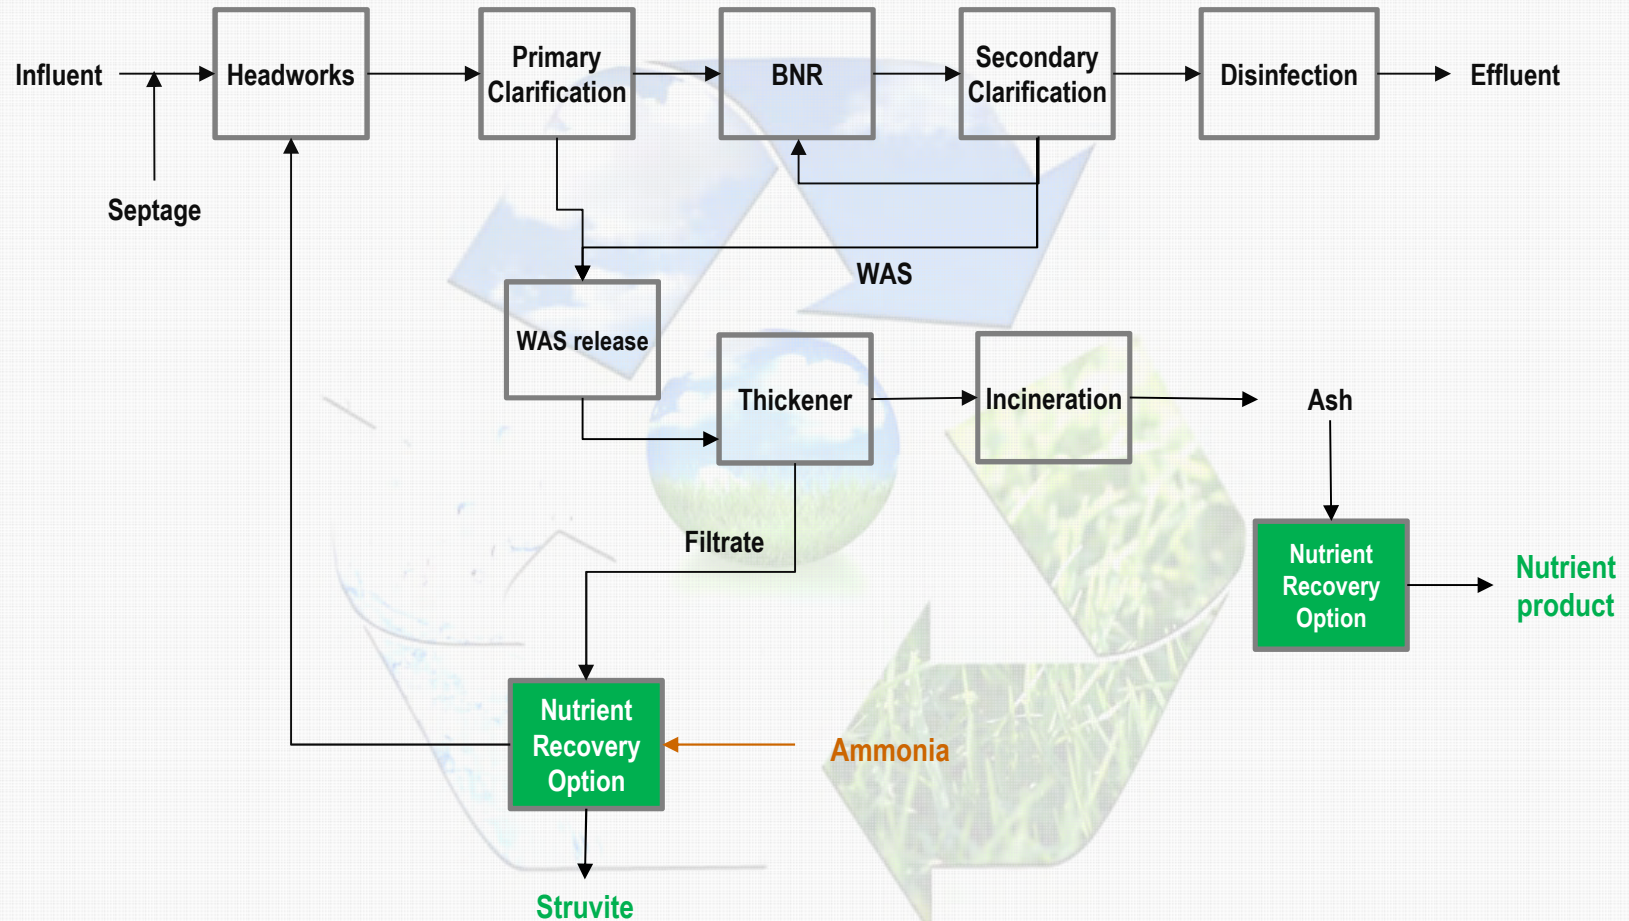 Influent
Headworks
Primary
Clarification
BNR
Secondary
Clarification
Disinfection
Effluent
Septage
WAS
WAS release
Thickener
Incineration
Ash
Filtrate
Nutrient
Recovery
Option
Nutrient
product
Nutrient
Recovery
Option
Ammonia
Struvite